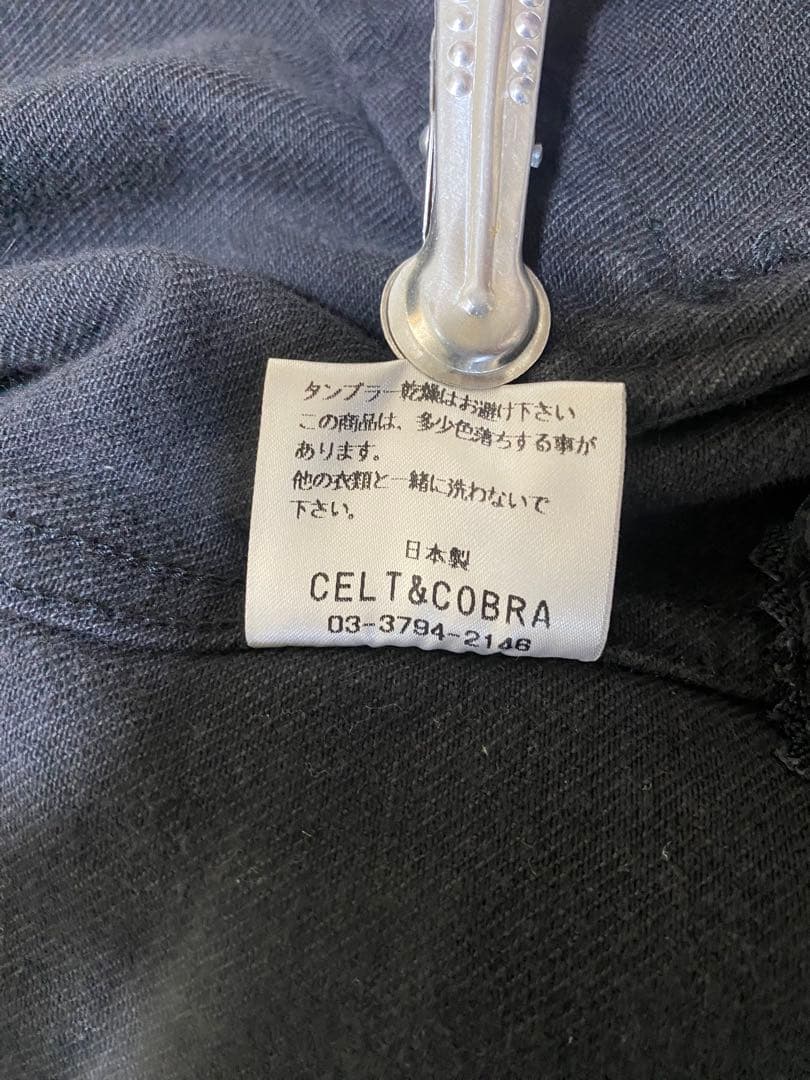 タンブラー乾燥はお避け下さい
この商品は、多少色落ちする事が
あります。
他の衣類と一緒に洗わないで
下さい。
日本製
CELT&COBRA
03-3794-2146